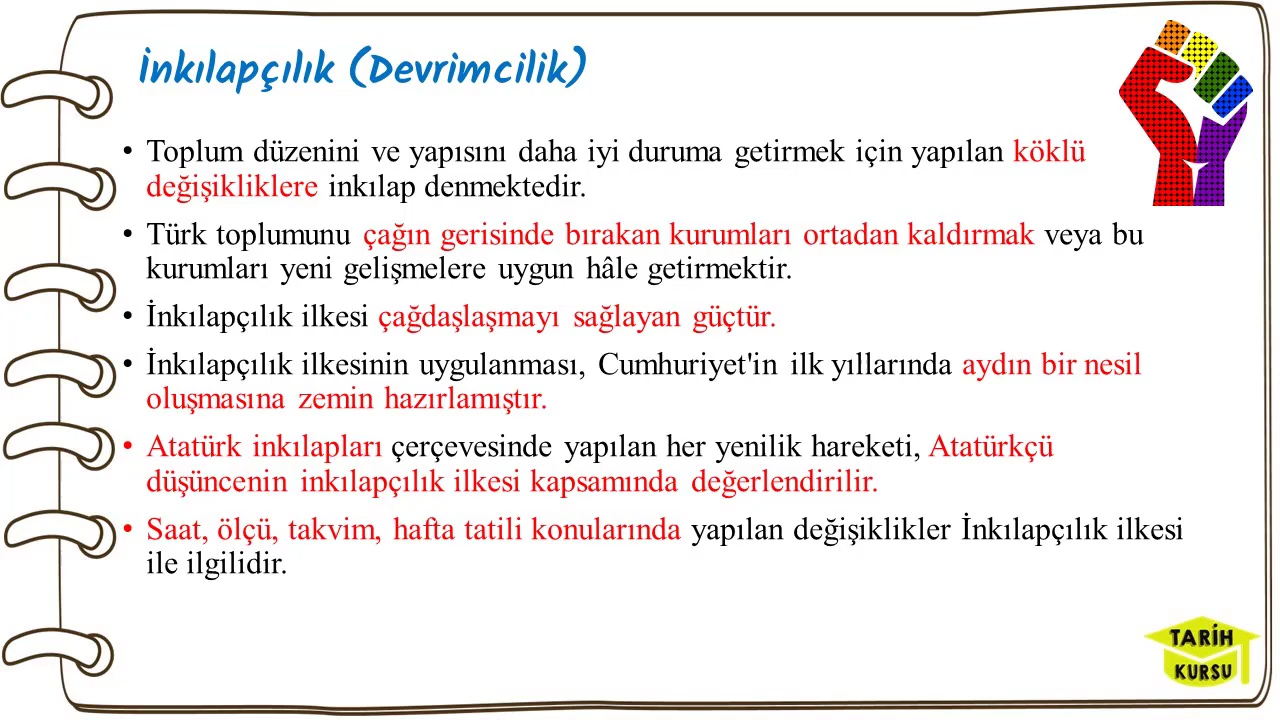 İnkılapçılık (Devrimcilik)
• Toplum düzenini ve yapısını daha iyi duruma getirmek için yapılan köklü
değişikliklere inkılap denmektedir.
• Türk toplumunu çağın gerisinde bırakan kurumları ortadan kaldırmak veya bu
kurumları yeni gelişmelere uygun hâle getirmektir.
• İnkılapçılık ilkesi çağdaşlaşmayı sağlayan güçtür.
• İnkılapçılık ilkesinin uygulanması, Cumhuriyet'in ilk yıllarında aydın bir nesil
oluşmasına zemin hazırlamıştır.
• Atatürk inkılapları çerçevesinde yapılan her yenilik hareketi, Atatürkçü
düşüncenin inkılapçılık ilkesi kapsamında değerlendirilir.
• Saat, ölçü, takvim, hafta tatili konularında yapılan değişiklikler İnkılapçılık ilkesi
ile ilgilidir.
TARİH
KURSU